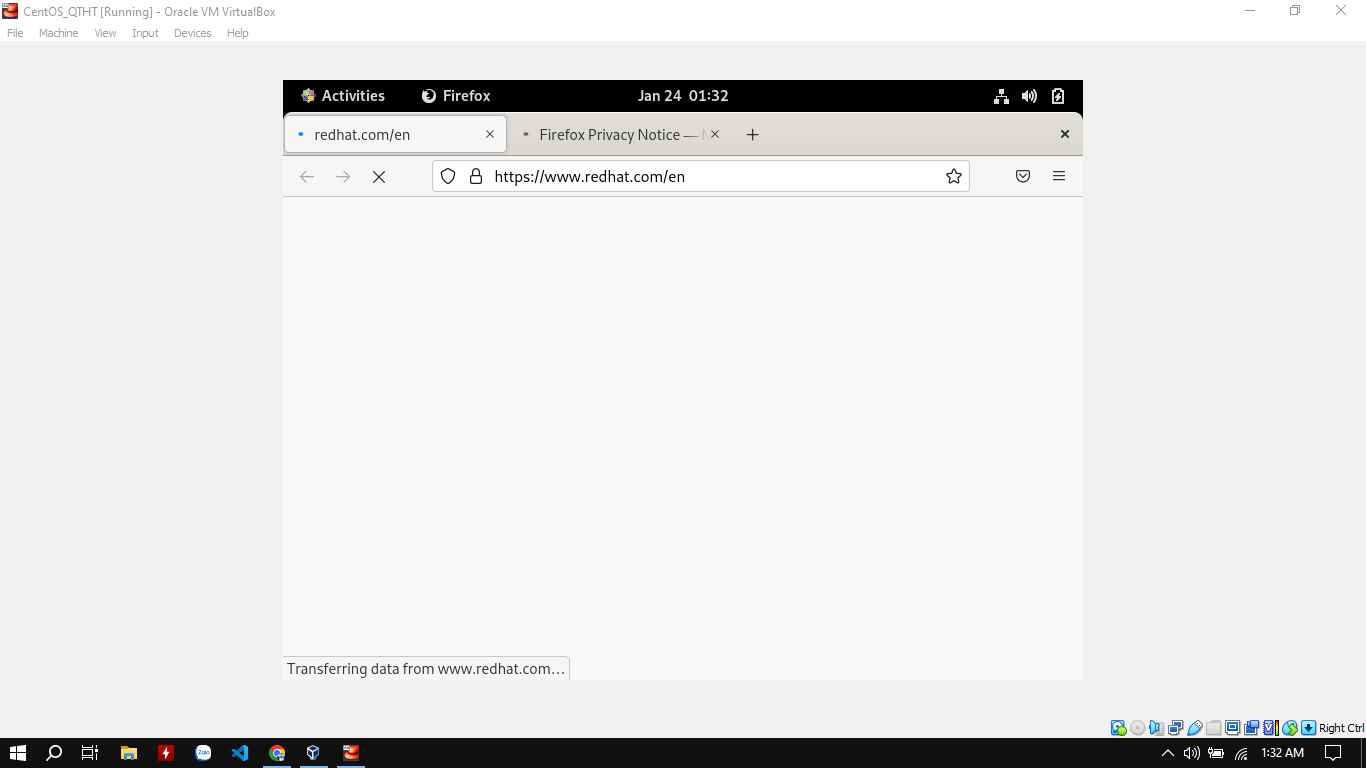 CentOS_QTHT [Running] - Oracle VM VirtualBox
File Machine View Input Devices Help
Activities Firefox Jan 24 01:32
redhat.com/en Firefox Privacy Notice —
https://www.redhat.com/en
Transferring data from www.redhat.com…
Right Ctrl
Zalo 1:32 AM